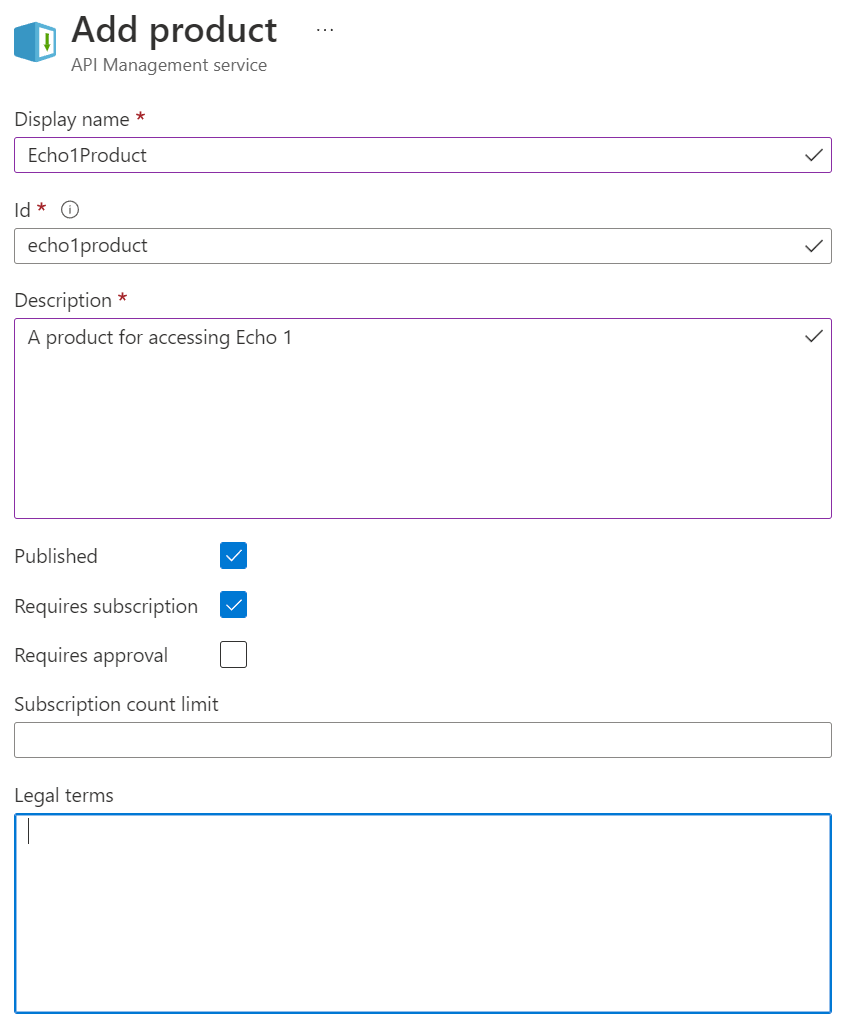 Add product ...
API Management service
Display name *
Echo1Product
Id *
echo1product
Description *
A product for accessing Echo 1
Published
Requires subscription
Requires approval
Subscription count limit
Legal terms